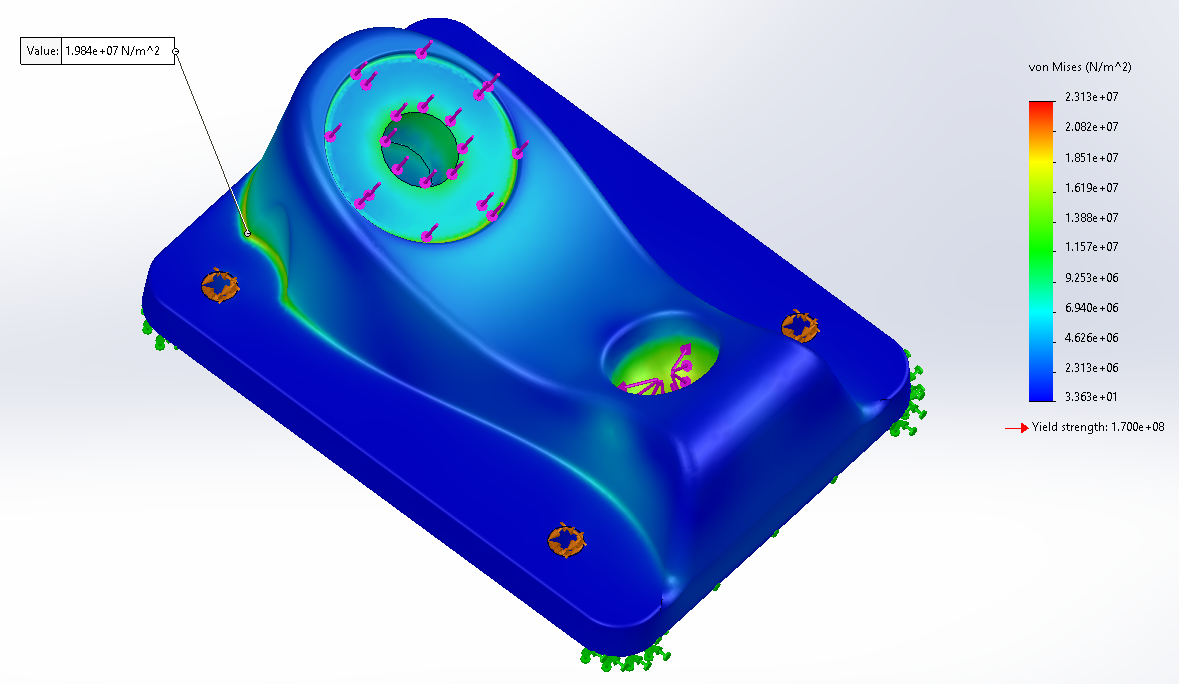 Value: 1.984e+07 N/m^2
von Mises (N/m^2)
2.313e+07
2.082e+07
1.851e+07
1.619e+07
1.388e+07
1.157e+07
9.253e+06
6.940e+06
4.626e+06
2.313e+06
3.363e+01
Yield strength: 1.700e+08